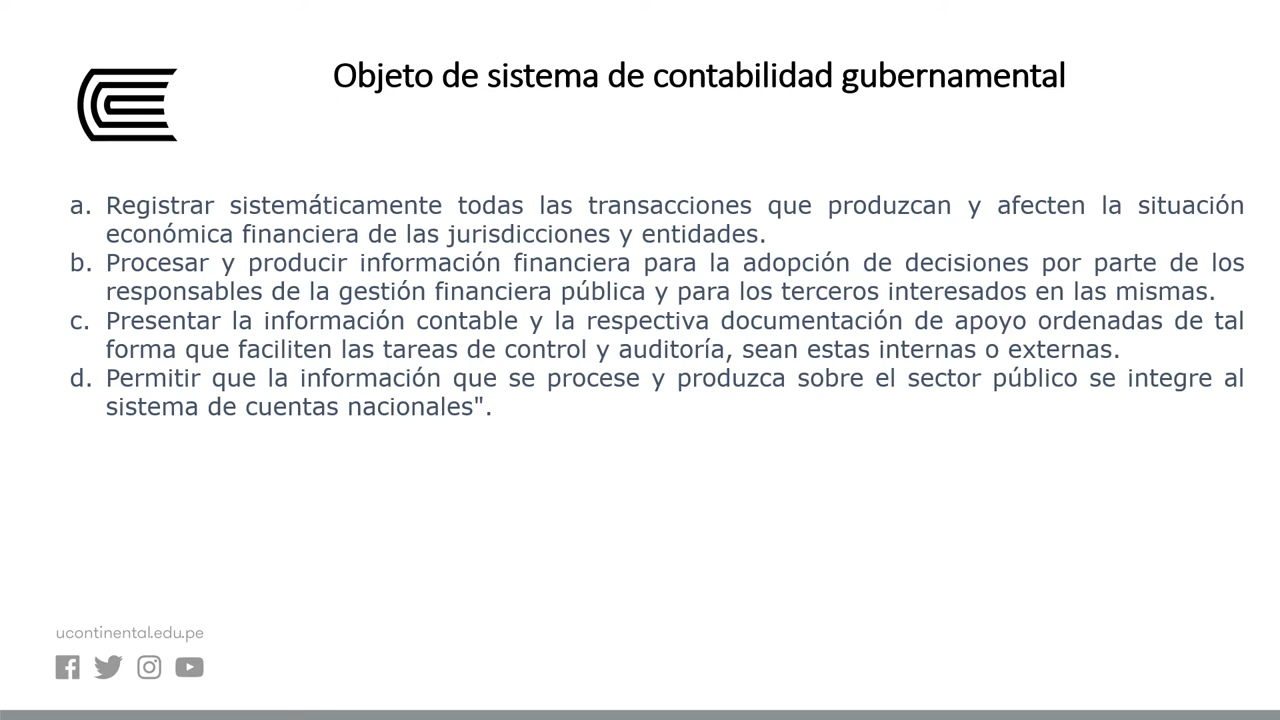 Objeto de sistema de contabilidad gubernamental
a. Registrar sistemáticamente todas las transacciones que produzcan y afecten la situación
económica financiera de las jurisdicciones y entidades.
b. Procesar y producir información financiera para la adopción de decisiones por parte de los
responsables de la gestión financiera pública y para los terceros interesados en las mismas.
c. Presentar la información contable y la respectiva documentación de apoyo ordenadas de tal
forma que faciliten las tareas de control y auditoría, sean estas internas o externas.
d. Permitir que la información que se procese y produzca sobre el sector público se integre al
sistema de cuentas nacionales".
ucontinental.edu.pe